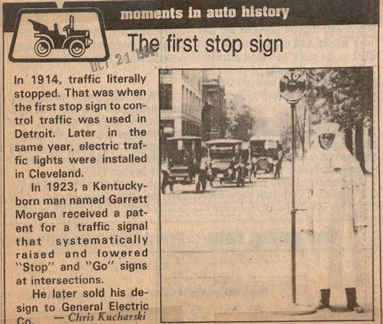 moments in auto history
OCT 21
The first stop sign
In 1914, traffic literally
stopped. That was when
the first stop sign to con-
trol traffic was used in
Detroit. Later in the
same year, electric traf-
fic lights were installed
in Cleveland.
In 1923, a Kentucky-
born man named Garrett
Morgan received a pat-
ent for a traffic signal
that systematically
raised and lowered
"Stop" and "Go" signs
at intersections.
He later sold his de-
sign to General Electric
Co. — Chris Kucharski